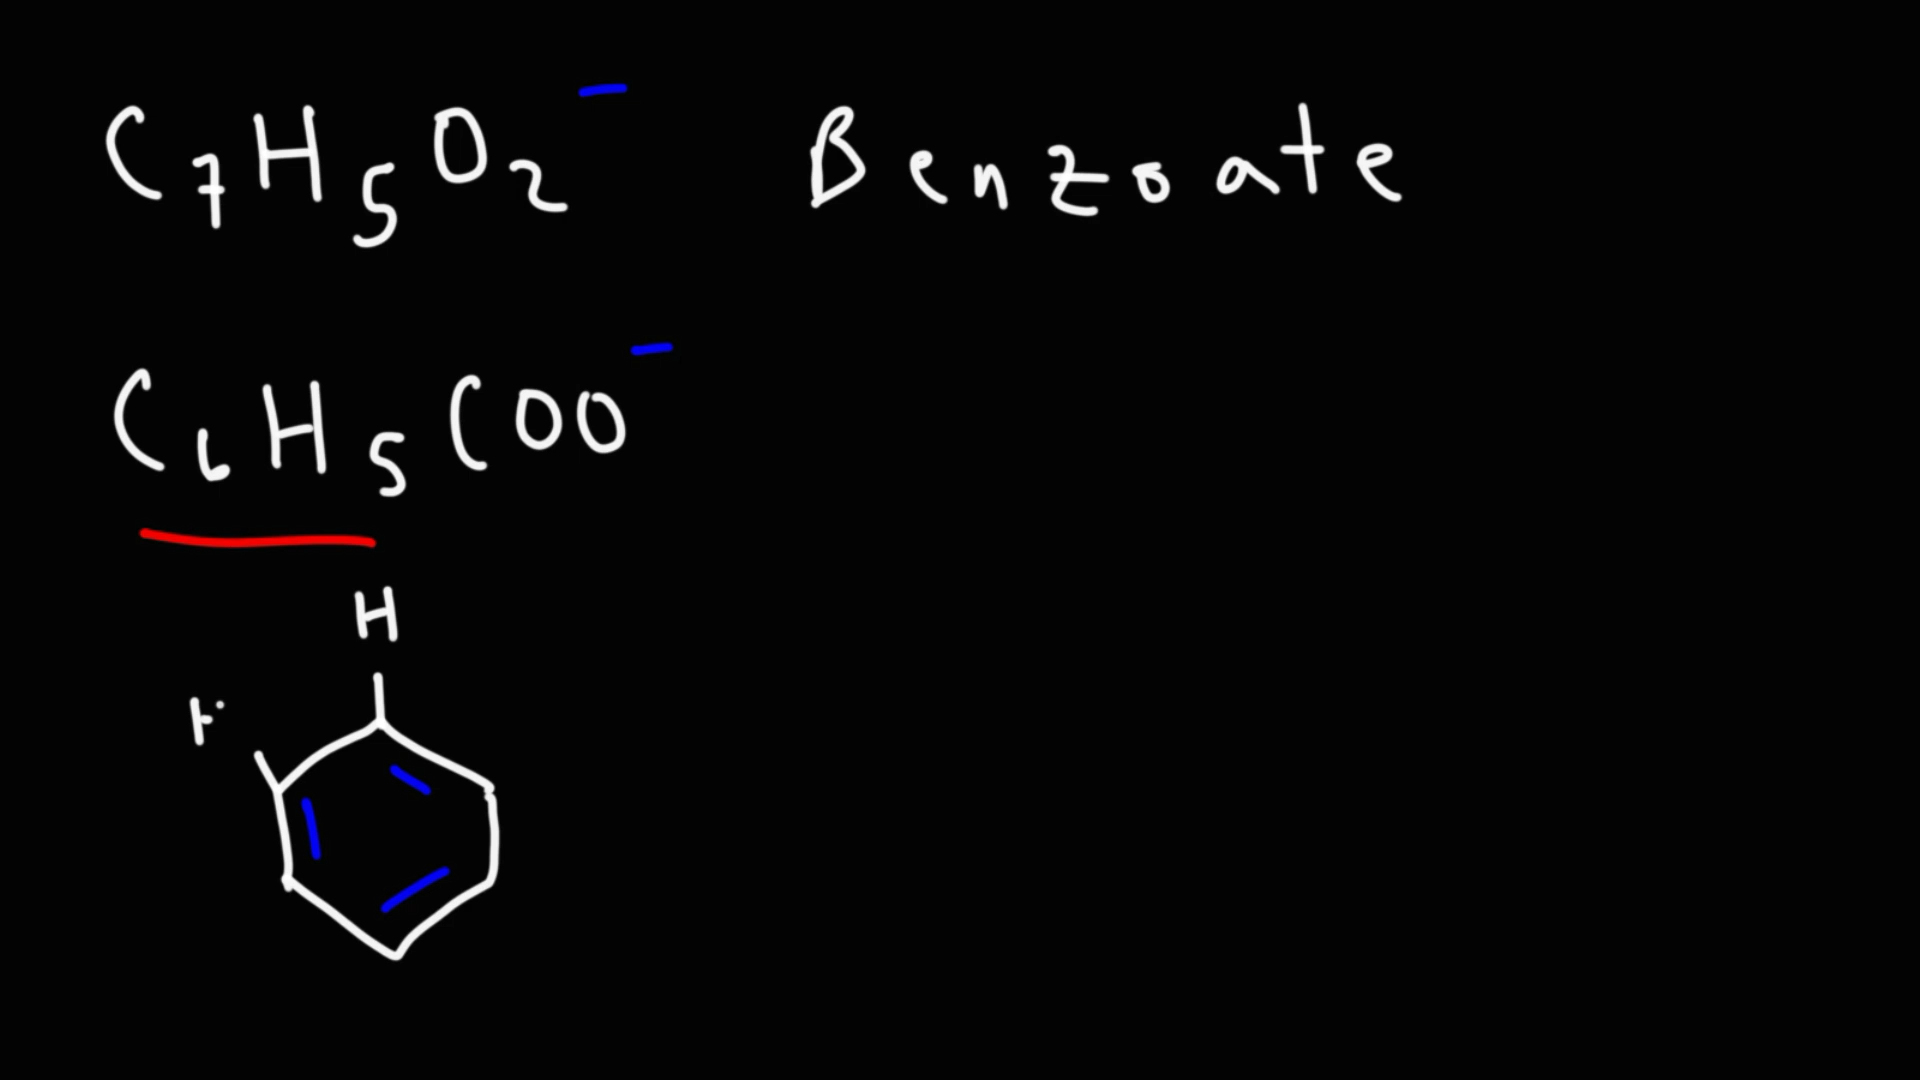 C₇H₅O₂⁻ Benzoate
C₆H₅COO⁻
H